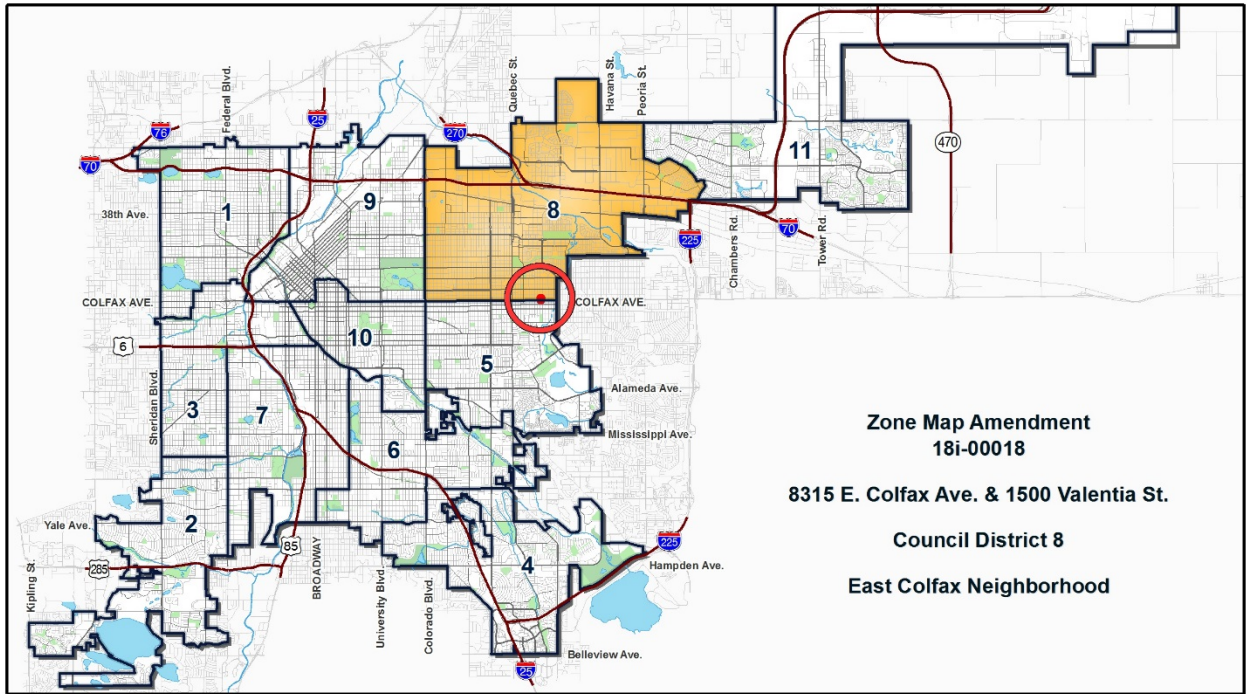 Federal Blvd.
Quebec St.
Havana St.
Peoria St.
76
25
270
70
470
11
9
1
8
38th Ave.
225
70
Chambers Rd.
Tower Rd.
COLFAX AVE.
COLFAX AVE.
10
6
5
Alameda Ave.
Sheridan Blvd.
3
7
Mississippi Ave.
6
Zone Map Amendment
18i-00018
8315 E. Colfax Ave. & 1500 Valentia St.
Council District 8
East Colfax Neighborhood
2
Yale Ave.
85
BROADWAY
4
225
Hampden Ave.
285
Kipling St.
University Blvd.
Colorado Blvd.
Belleview Ave.
25